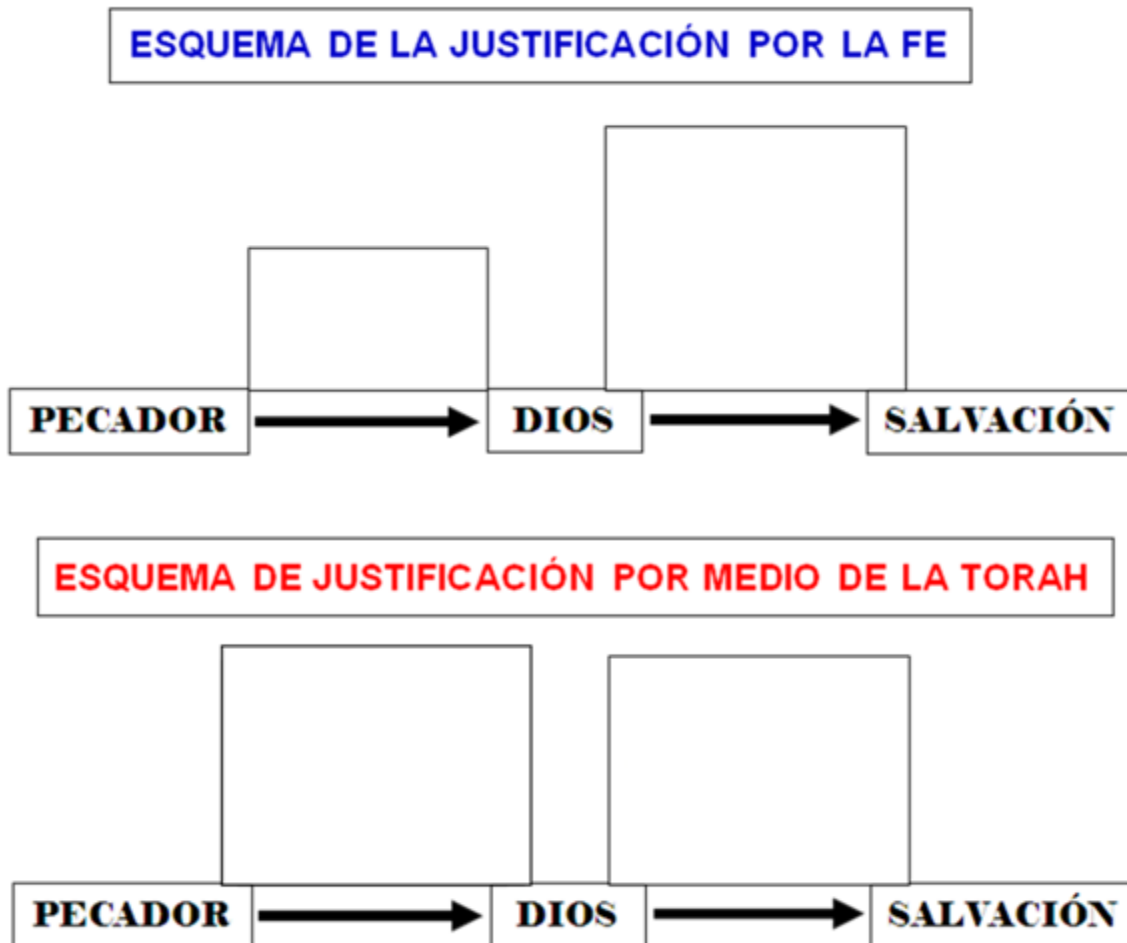 ESQUEMA DE LA JUSTIFICACIÓN POR LA FE
PECADOR DIOS SALVACIÓN
ESQUEMA DE JUSTIFICACIÓN POR MEDIO DE LA TORAH
PECADOR DIOS SALVACIÓN